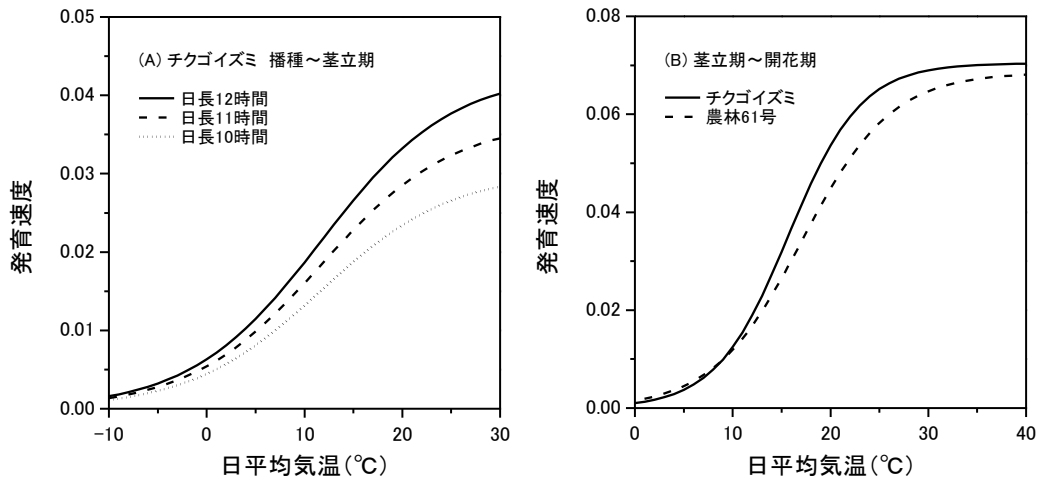 (A) チクゴイズミ 播種～茎立期
日長12時間
日長11時間
日長10時間
発育速度
0.05
0.04
0.03
0.02
0.01
0.00
-10
0
10
20
30
日平均気温(℃)
(B) 茎立期～開花期
チクゴイズミ
農林61号
発育速度
0.08
0.06
0.04
0.02
0.00
0
10
20
30
40
日平均気温(℃)